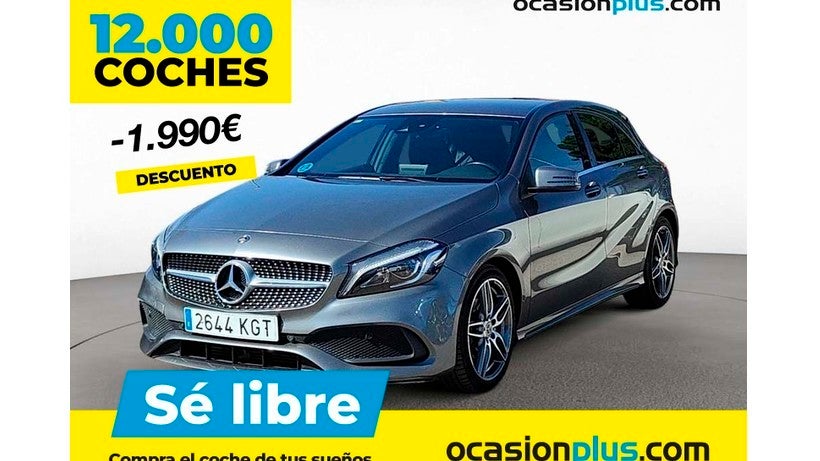 12.000
COCHES
ocasionplus.com
-1.990€
DESCUENTO
2644 KGT
Sé libre
Compra el coche de tus sueños
ocasionplus.com